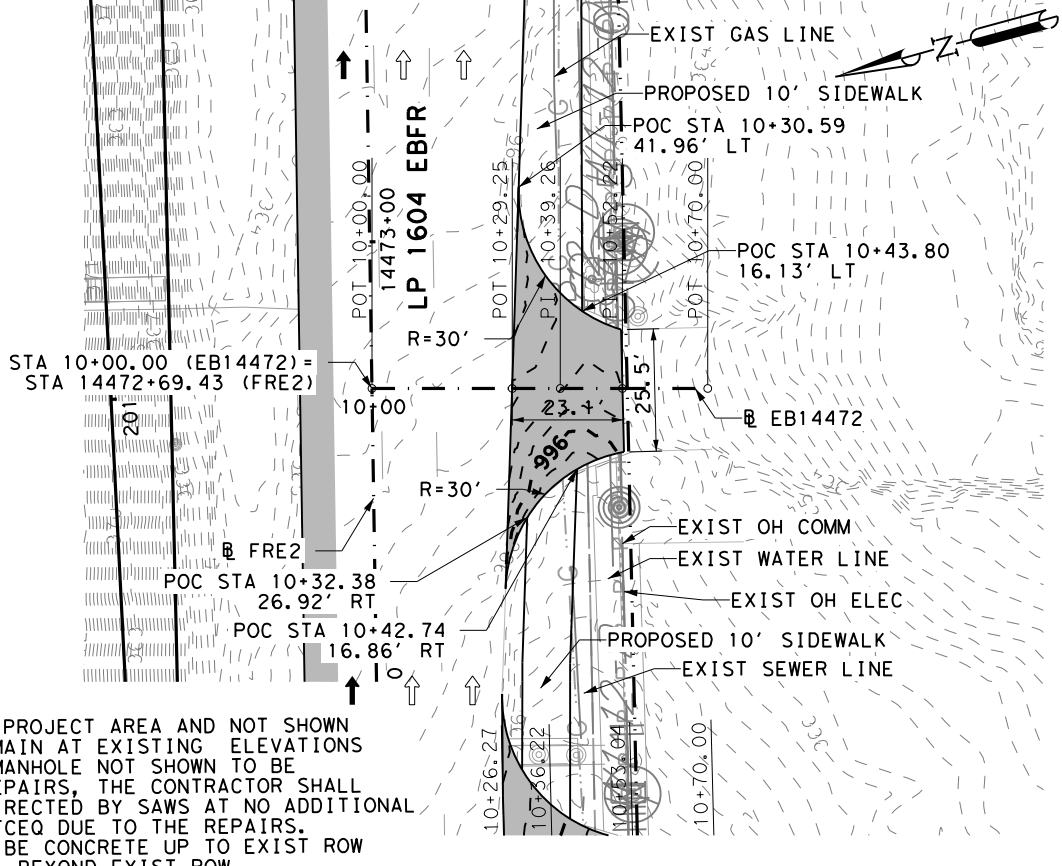 EXIST GAS LINE
N
PROPOSED 10' SIDEWALK
POC STA 10+30.59
41.96' LT
LP 1604 EBFR
POT 10+00.00
14473+00
POT 10+29.25
10+39.26
10+52.22
POT 10+70.00
POC STA 10+43.80
16.13' LT
R=30'
STA 10+00.00 (EB14472)=
STA 14472+69.43 (FRE2)
10+00
25.5'
201
℄ EB14472
996
R=30'
EXIST OH COMM
℄ FRE2
EXIST WATER LINE
POC STA 10+32.38
26.92' RT
EXIST OH ELEC
POC STA 10+42.74
16.86' RT
PROPOSED 10' SIDEWALK
EXIST SEWER LINE
0
PROJECT AREA AND NOT SHOWN
MAIN AT EXISTING ELEVATIONS
MANHOLE NOT SHOWN TO BE
EPAIRS, THE CONTRACTOR SHALL
RECTED BY SAWS AT NO ADDITIONAL
TCEQ DUE TO THE REPAIRS.
BE CONCRETE UP TO EXIST ROW
BEYOND EXIST ROW
10+26.27
10+36.22
10+53.04
10+70.00